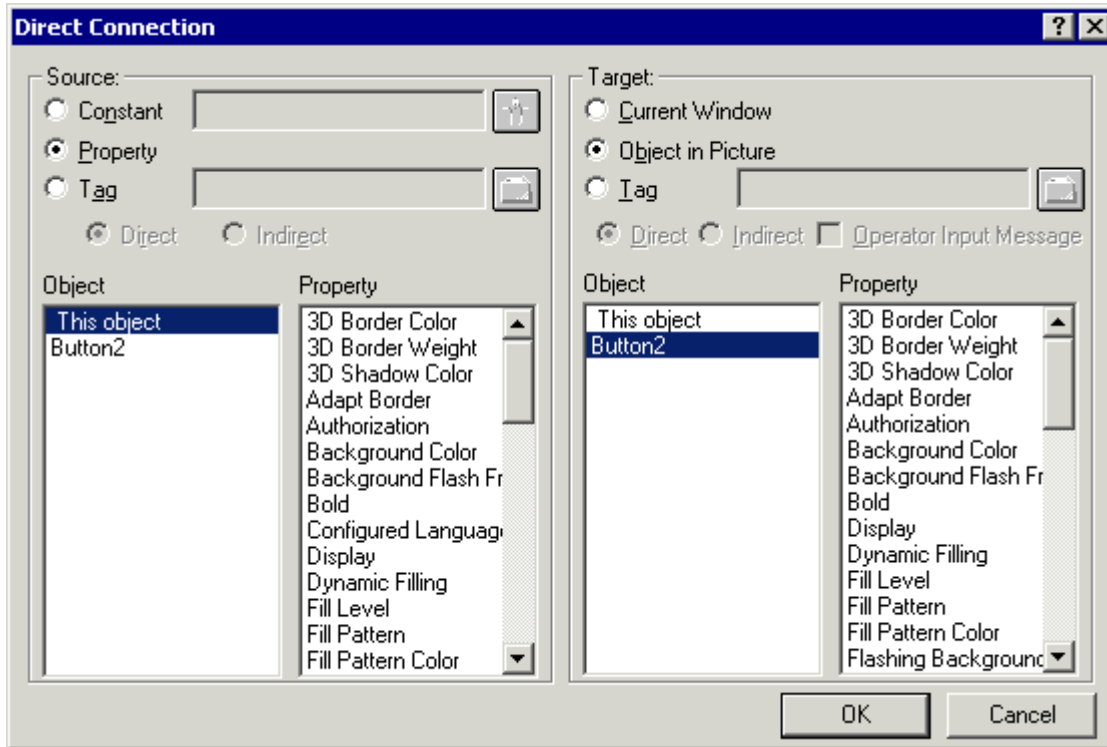 Direct Connection
Source:
Constant
Property
Tag
Direct Indirect
Object Property
This object
Button2
3D Border Color
3D Border Weight
3D Shadow Color
Adapt Border
Authorization
Background Color
Background Flash Fr
Bold
Configured Languag
Display
Dynamic Filling
Fill Level
Fill Pattern
Fill Pattern Color
Target:
Current Window
Object in Picture
Tag
Direct Indirect Operator Input Message
Object Property
This object
Button2
3D Border Color
3D Border Weight
3D Shadow Color
Adapt Border
Authorization
Background Color
Background Flash Fr
Bold
Display
Dynamic Filling
Fill Level
Fill Pattern
Fill Pattern Color
Flashing Background
OK Cancel